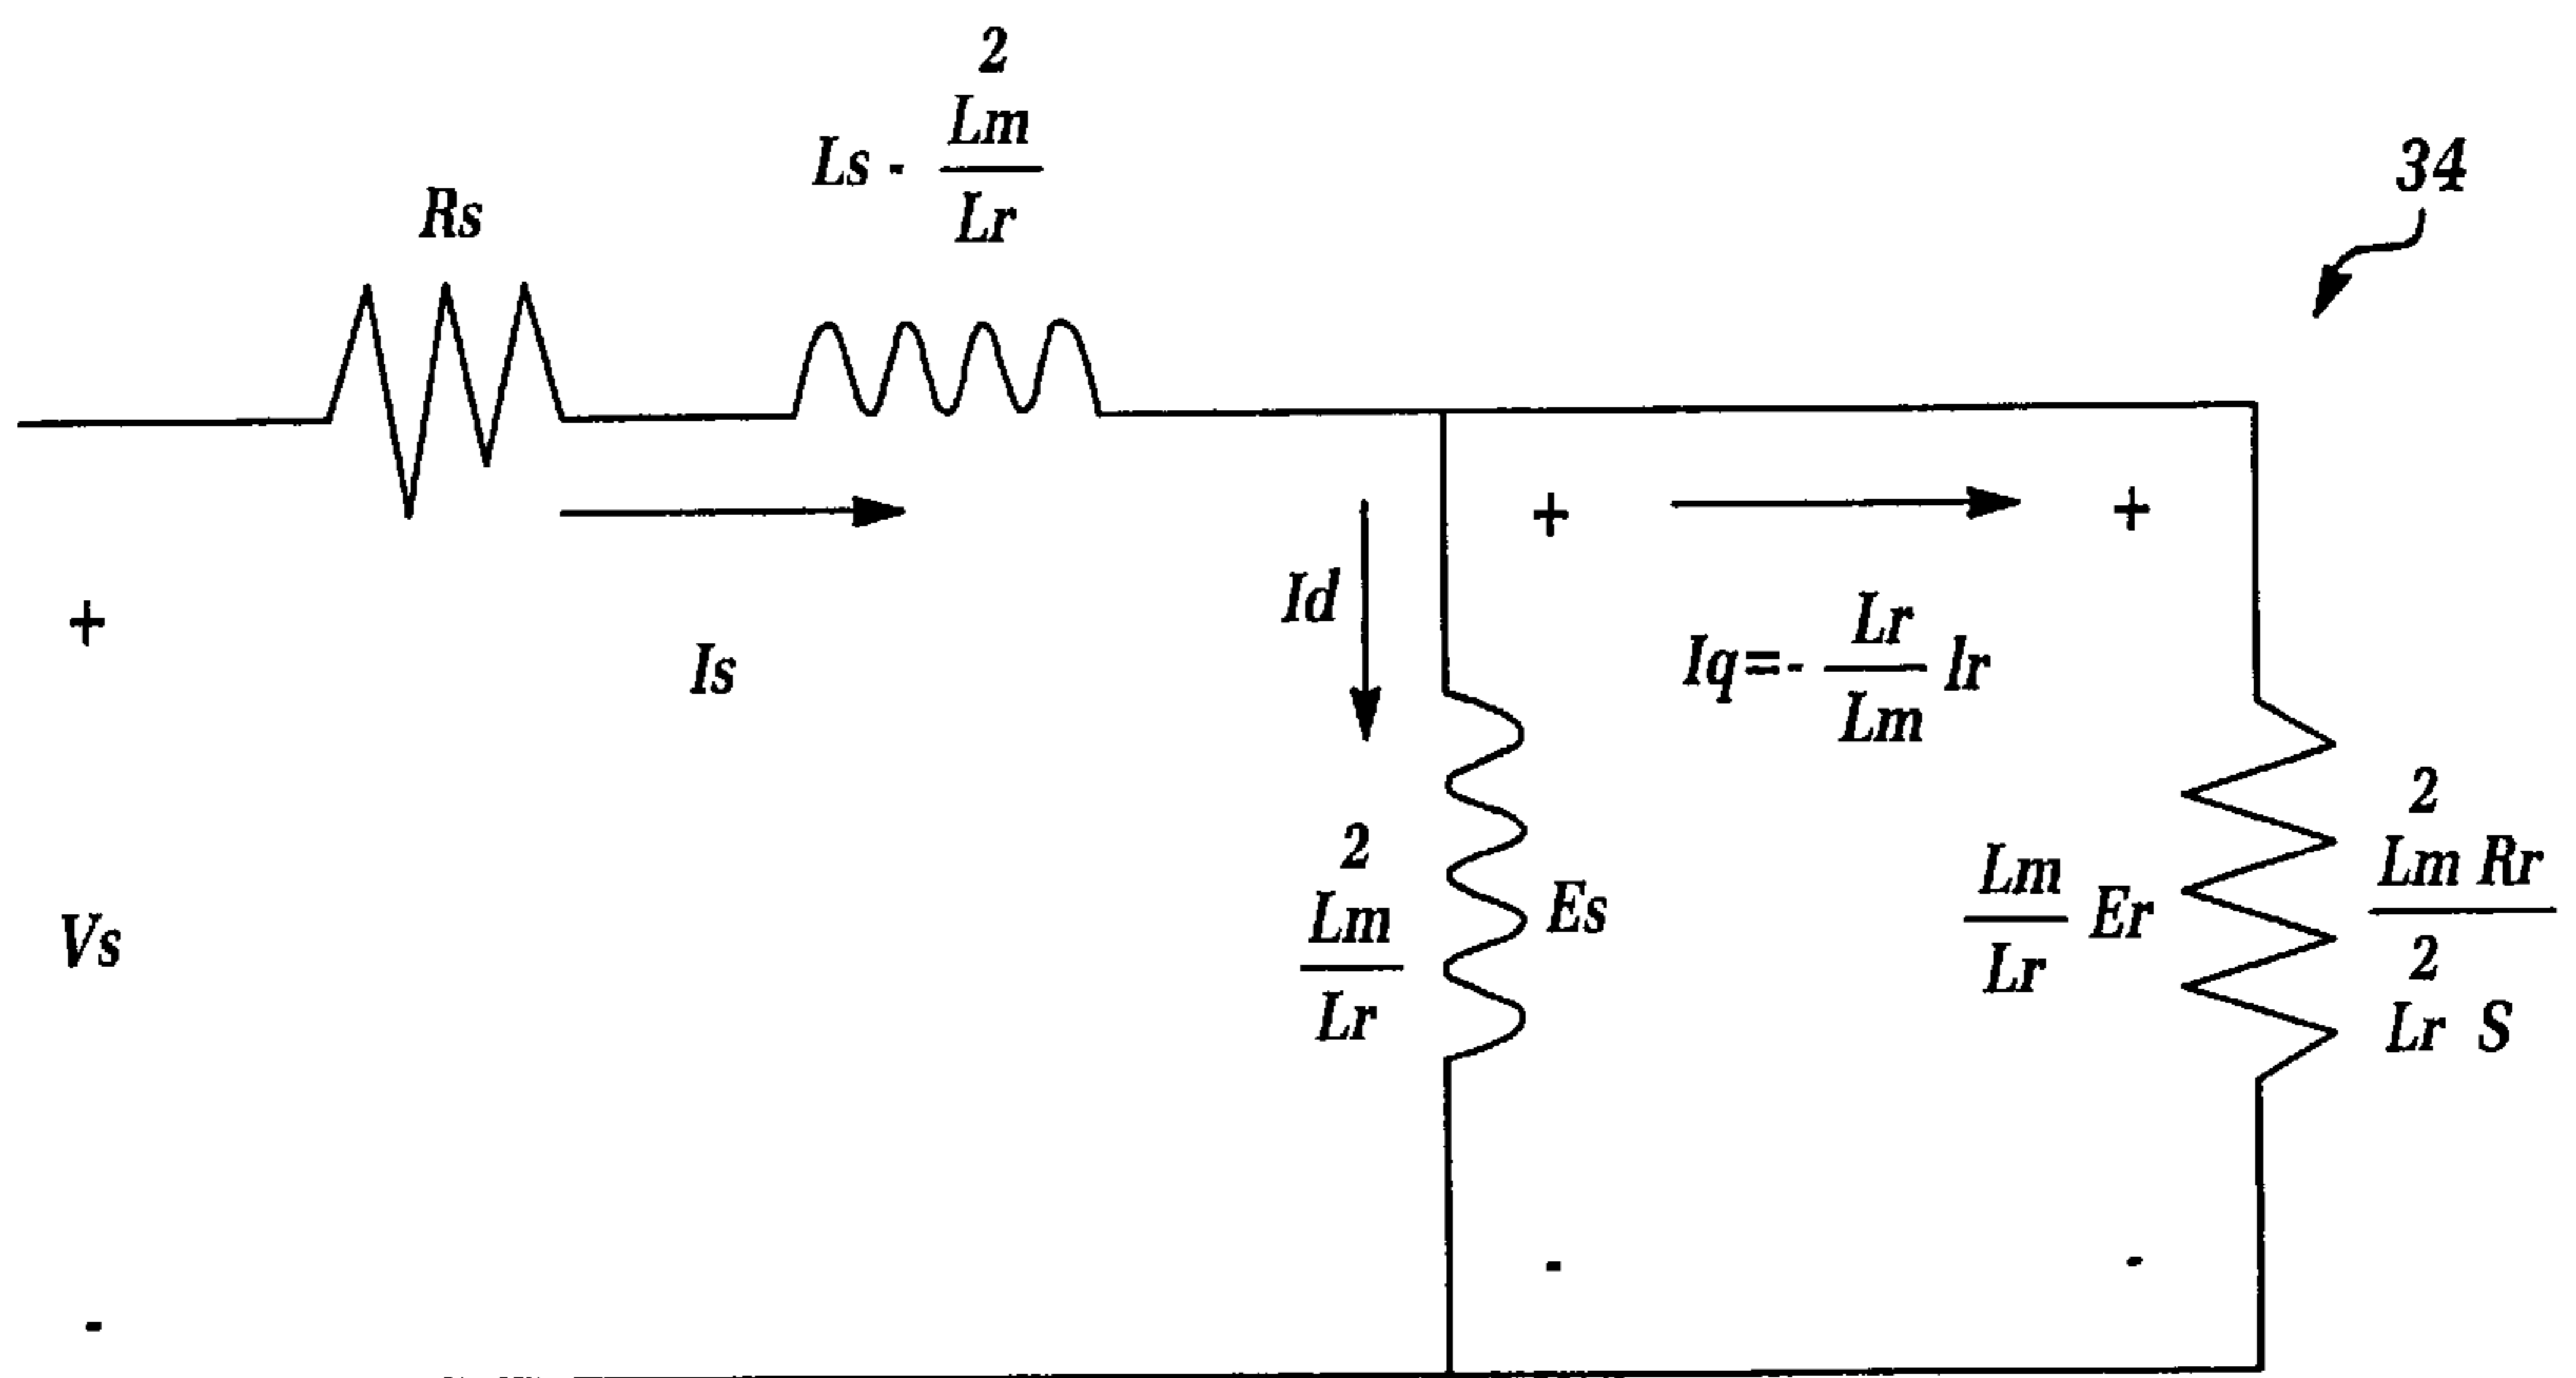 2
Ls - Lm
Lr
34
Rs
+ +
Id
+
Iq=- Lr Ir
Lm
Is
2
2
Lm
Lr
Es
Lm Er
Lr
Lm Rr
2
Lr S
Vs
- -
-